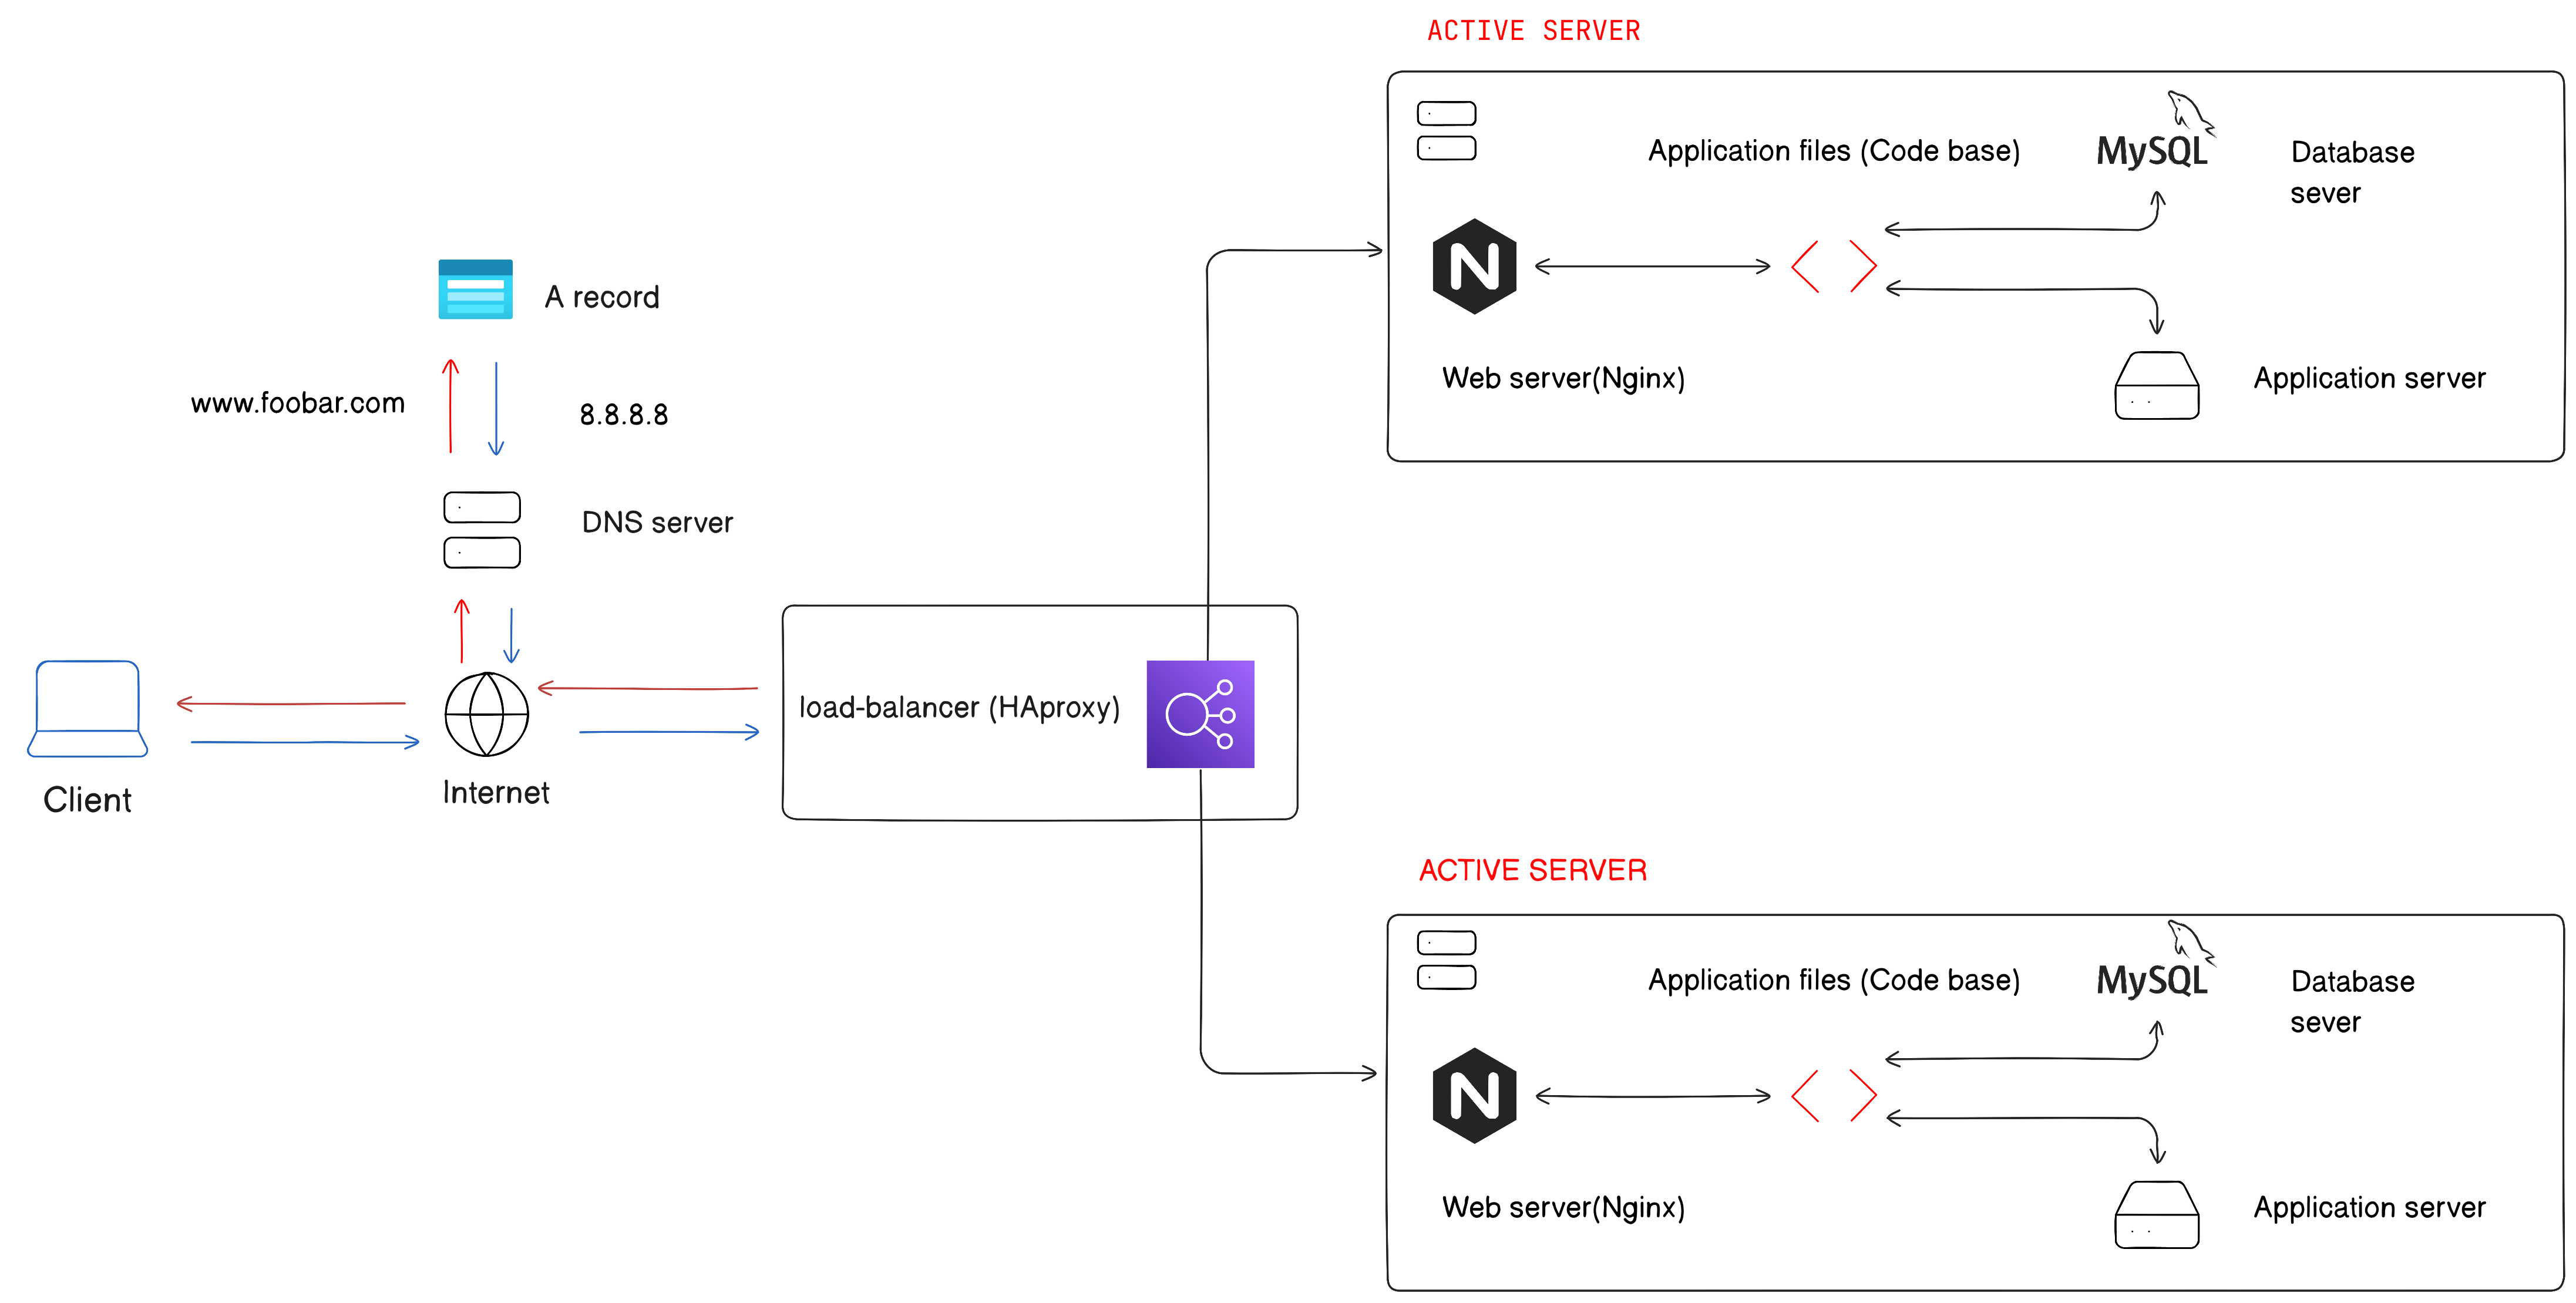 ACTIVE SERVER
Application files (Code base)
MySQL
Database
sever
Web server(Nginx)
Application server
A record
www.foobar.com
8.8.8.8
DNS server
load-balancer (HAproxy)
Client
Internet
ACTIVE SERVER
Application files (Code base)
MySQL
Database
sever
Web server(Nginx)
Application server